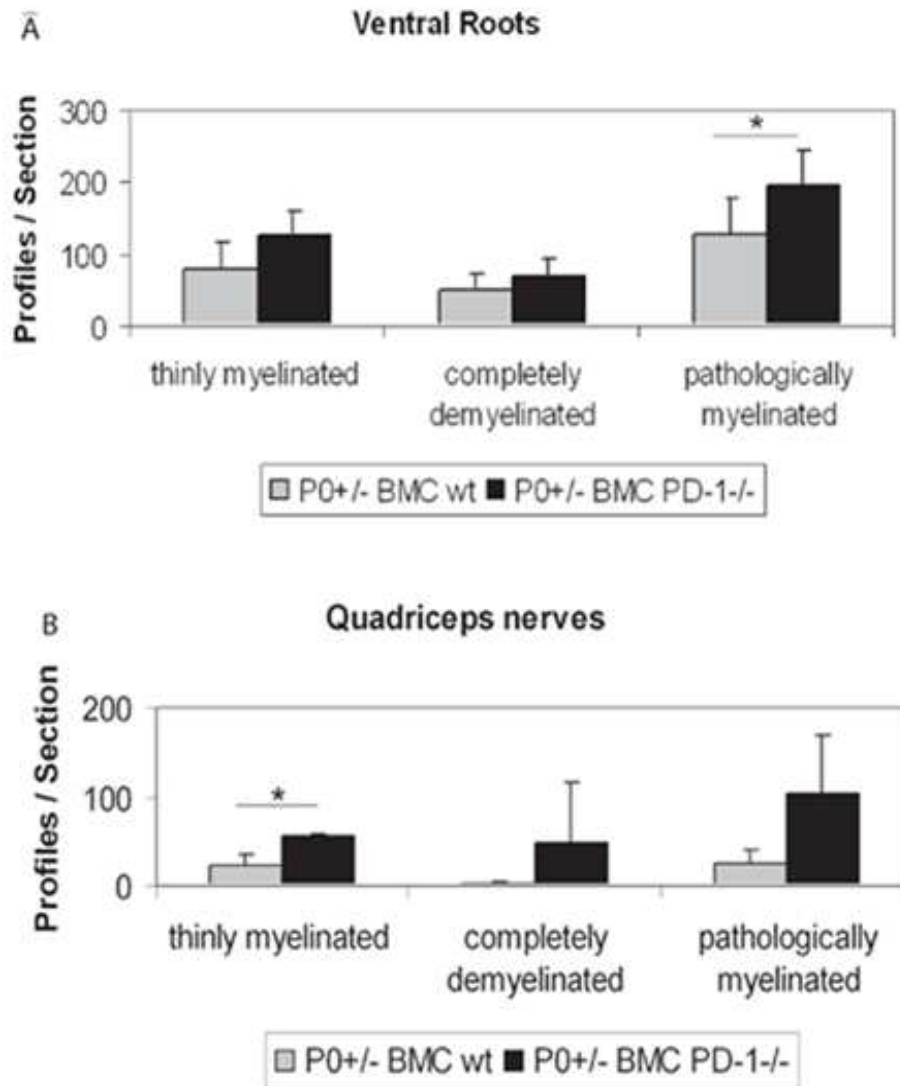 A
Ventral Roots
Profiles / Section
300
200
100
0
*
thinly myelinated
completely
demyelinated
pathologically
myelinated
P0+/- BMC wt P0+/- BMC PD-1-/-
B
Quadriceps nerves
Profiles / Section
200
100
0
*
thinly myelinated
completely
demyelinated
pathologically
myelinated
P0+/- BMC wt P0+/- BMC PD-1-/-